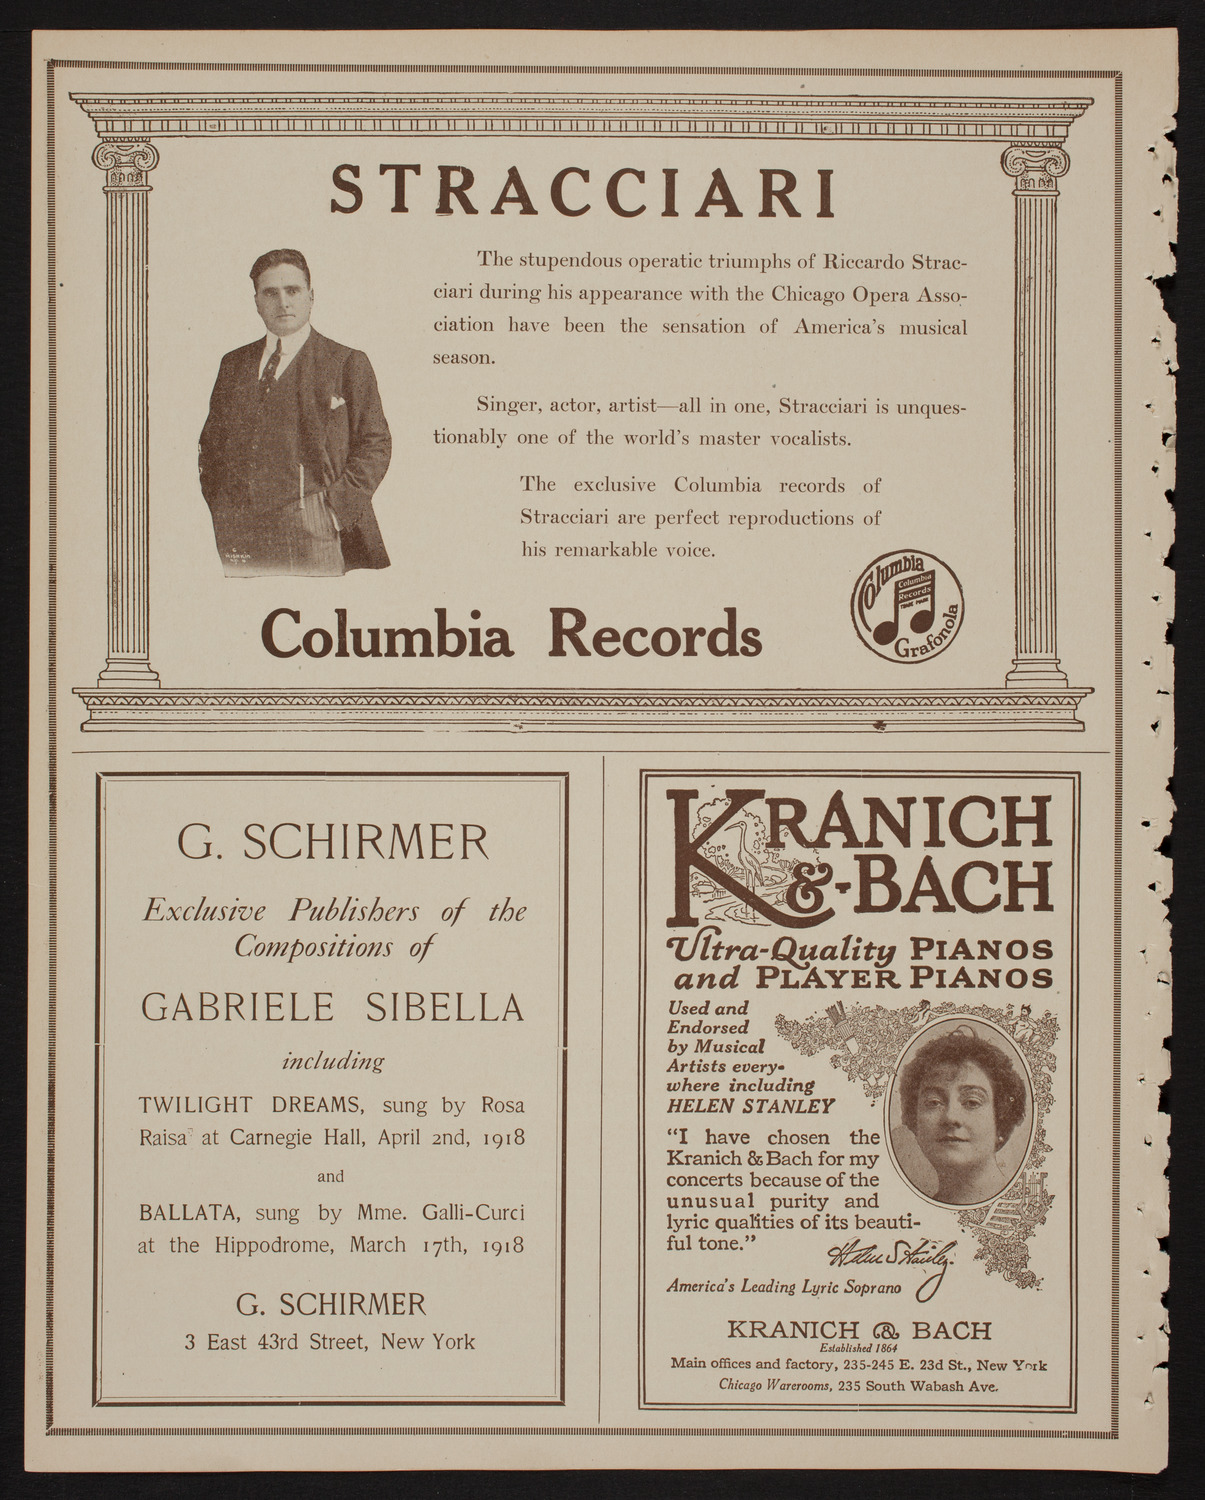 STRACCIARI
The stupendous operatic triumphs of Riccardo Strac-
ciari during his appearance with the Chicago Opera Asso-
ciation have been the sensation of America's musical
season.
Singer, actor, artist—all in one, Stracciari is unques-
tionably one of the world's master vocalists.
The exclusive Columbia records of
Stracciari are perfect reproductions of
his remarkable voice.
Columbia Records
Columbia
Columbia
Records
TRADE MARK
Grafonola
G. SCHIRMER
Exclusive Publishers of the
Compositions of
GABRIELE SIBELLA
including
TWILIGHT DREAMS, sung by Rosa
Raisa at Carnegie Hall, April 2nd, 1918
and
BALLATA, sung by Mme. Galli-Curci
at the Hippodrome, March 17th, 1918
G. SCHIRMER
3 East 43rd Street, New York
KRANICH
&-BACH
Ultra-Quality PIANOS
and PLAYER PIANOS
Used and
Endorsed
by Musical
Artists every-
where including
HELEN STANLEY
"I have chosen the
Kranich & Bach for my
concerts because of the
unusual purity and
lyric qualities of its beauti-
ful tone."
Helen Stanley
America's Leading Lyric Soprano
KRANICH & BACH
Established 1864
Main offices and factory, 235-245 E. 23d St., New York
Chicago Warerooms, 235 South Wabash Ave.